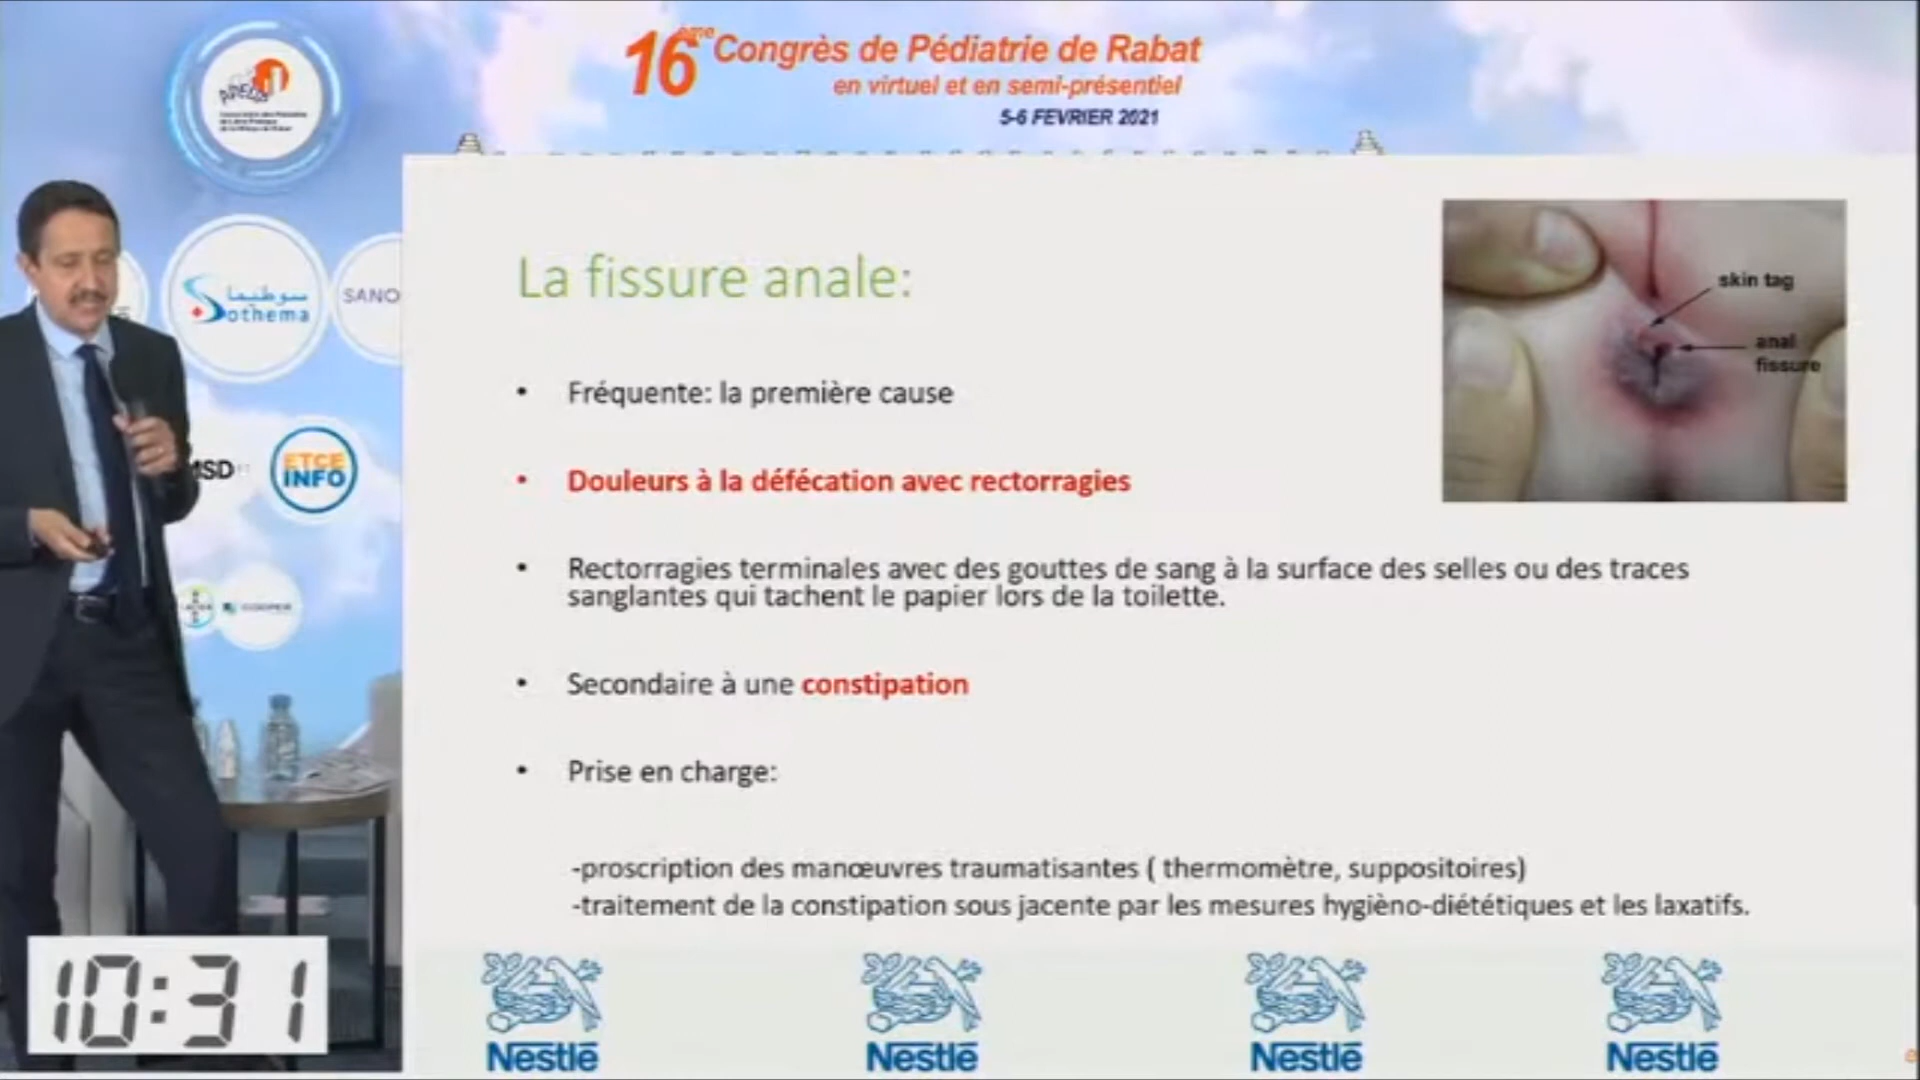 16ème Congrès de Pédiatrie de Rabat
en virtuel et en semi-présentiel
5-6 FEVRIER 2021
سوطيما
Sothema
SANO
MSD
ETCE
INFO
COOPER
La fissure anale:
skin tag
anal
fissure
• Fréquente: la première cause
• Douleurs à la défécation avec rectorragies
• Rectorragies terminales avec des gouttes de sang à la surface des selles ou des traces
sanglantes qui tachent le papier lors de la toilette.
• Secondaire à une constipation
• Prise en charge:
-proscription des manœuvres traumatisantes ( thermomètre, suppositoires)
-traitement de la constipation sous jacente par les mesures hygièno-diététiques et les laxatifs.
10:31
Nestlé
Nestlé
Nestlé
Nestlé